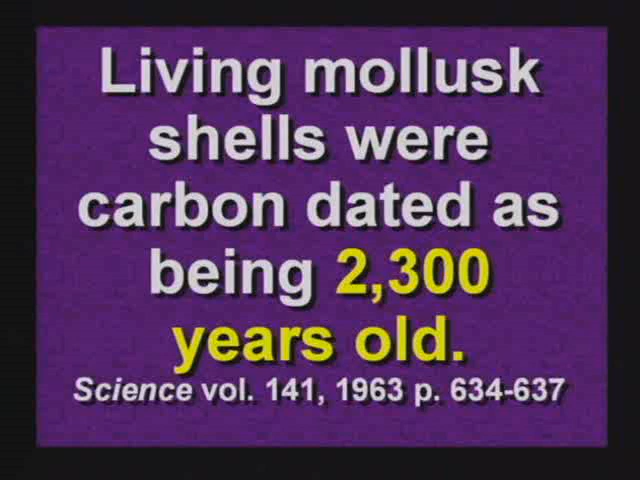 Living mollusk
shells were
carbon dated as
being 2,300
years old.
Science vol. 141, 1963 p. 634-637